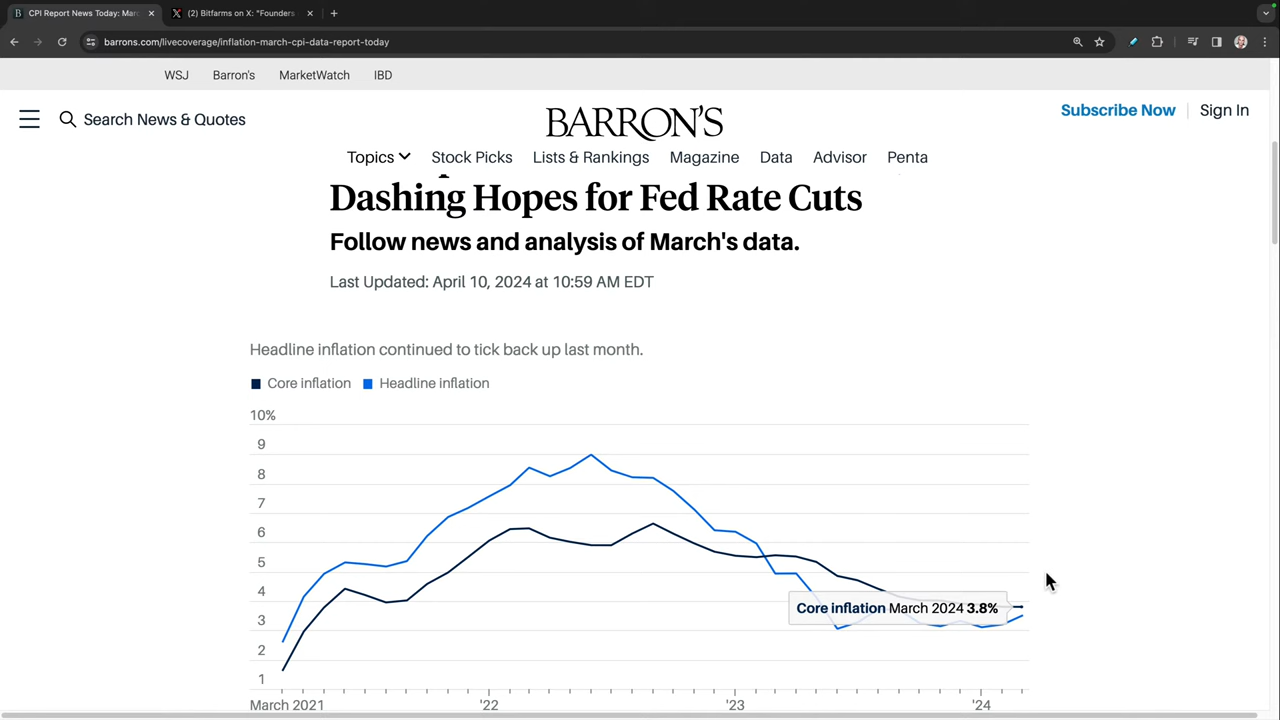 CPI Report News Today: Marc
(2) Bitfarms on X: "Founders
barrons.com/livecoverage/inflation-march-cpi-data-report-today
WSJ Barron's MarketWatch IBD
Search News & Quotes
BARRON'S
Subscribe Now Sign In
Topics Stock Picks Lists & Rankings Magazine Data Advisor Penta
Dashing Hopes for Fed Rate Cuts
Follow news and analysis of March's data.
Last Updated: April 10, 2024 at 10:59 AM EDT
Headline inflation continued to tick back up last month.
Core inflation Headline inflation
10%
9
8
7
6
5
4
Core inflation March 2024 3.8%
3
2
1
March 2021 '22 '23 '24